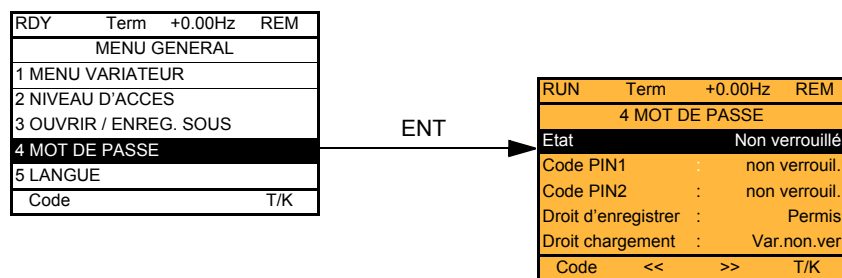 RDY Term +0.00Hz REM
MENU GENERAL
1 MENU VARIATEUR
2 NIVEAU D'ACCES
3 OUVRIR / ENREG. SOUS
4 MOT DE PASSE
5 LANGUE
Code T/K
ENT
RUN Term +0.00Hz REM
4 MOT DE PASSE
Etat Non verrouillé
Code PIN1 : non verrouil.
Code PIN2 : non verrouil.
Droit d'enregistrer : Permis
Droit chargement : Var.non.ver
Code << >> T/K